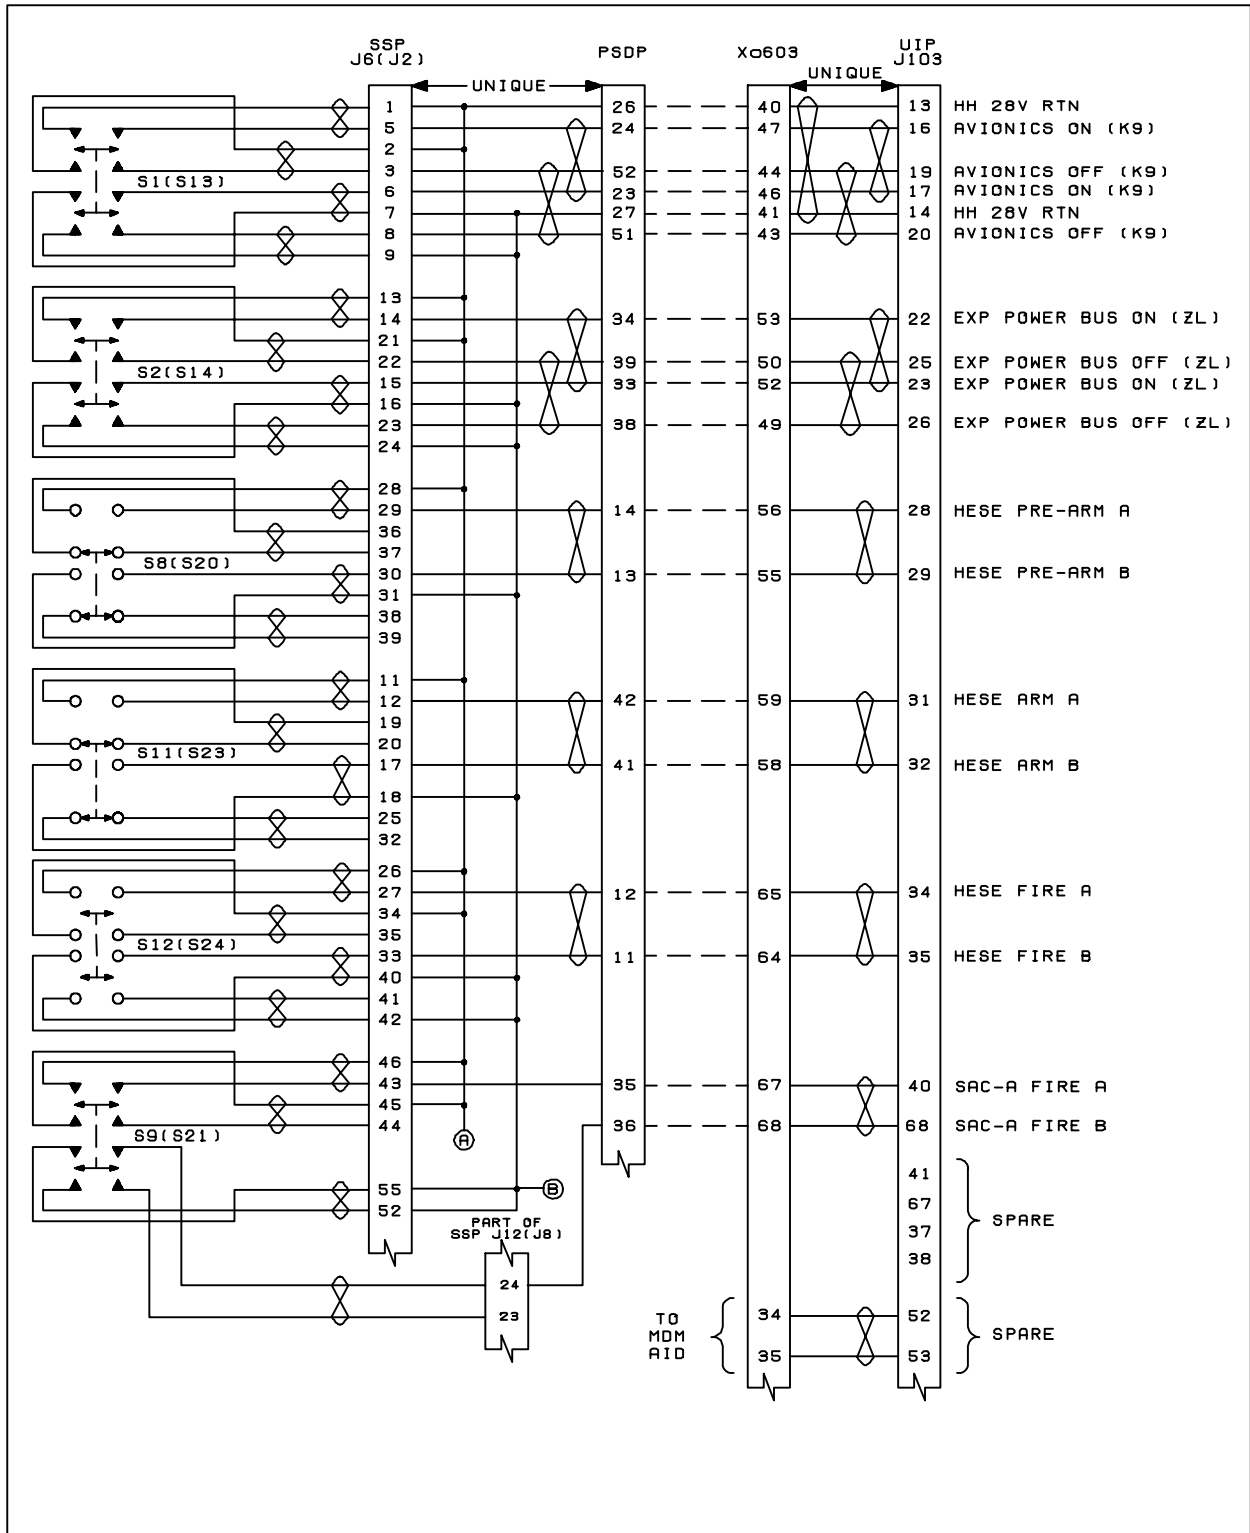 SSP
J6(J2)
PSDP
Xo603
UIP
J103
UNIQUE
UNIQUE
1 26 40 13 HH 28V RTN
5 24 47 16 AVIONICS ON (K9)
2
3 52 44 19 AVIONICS OFF (K9)
S1(S13)
6 23 46 17 AVIONICS ON (K9)
7 27 41 14 HH 28V RTN
8 51 43 20 AVIONICS OFF (K9)
9
13
14 34 53 22 EXP POWER BUS ON (ZL)
21
22 39 50 25 EXP POWER BUS OFF (ZL)
S2(S14)
15 33 52 23 EXP POWER BUS ON (ZL)
16
23 38 49 26 EXP POWER BUS OFF (ZL)
24
28
29 14 56 28 HESE PRE-ARM A
36
37
S8(S20)
30 13 55 29 HESE PRE-ARM B
31
38
39
11
12 42 59 31 HESE ARM A
19
20
S11(S23)
17 41 58 32 HESE ARM B
18
25
32
26
27 12 65 34 HESE FIRE A
34
35
S12(S24)
33 11 64 35 HESE FIRE B
40
41
42
46
43 35 67 40 SAC-A FIRE A
45
44 36 68 68 SAC-A FIRE B
S9(S21)
A
41
55 B
52
67
37
38
SPARE
PART OF
SSP J12(J8)
24
23
TO
MDM
AID
34 52
35 53
SPARE